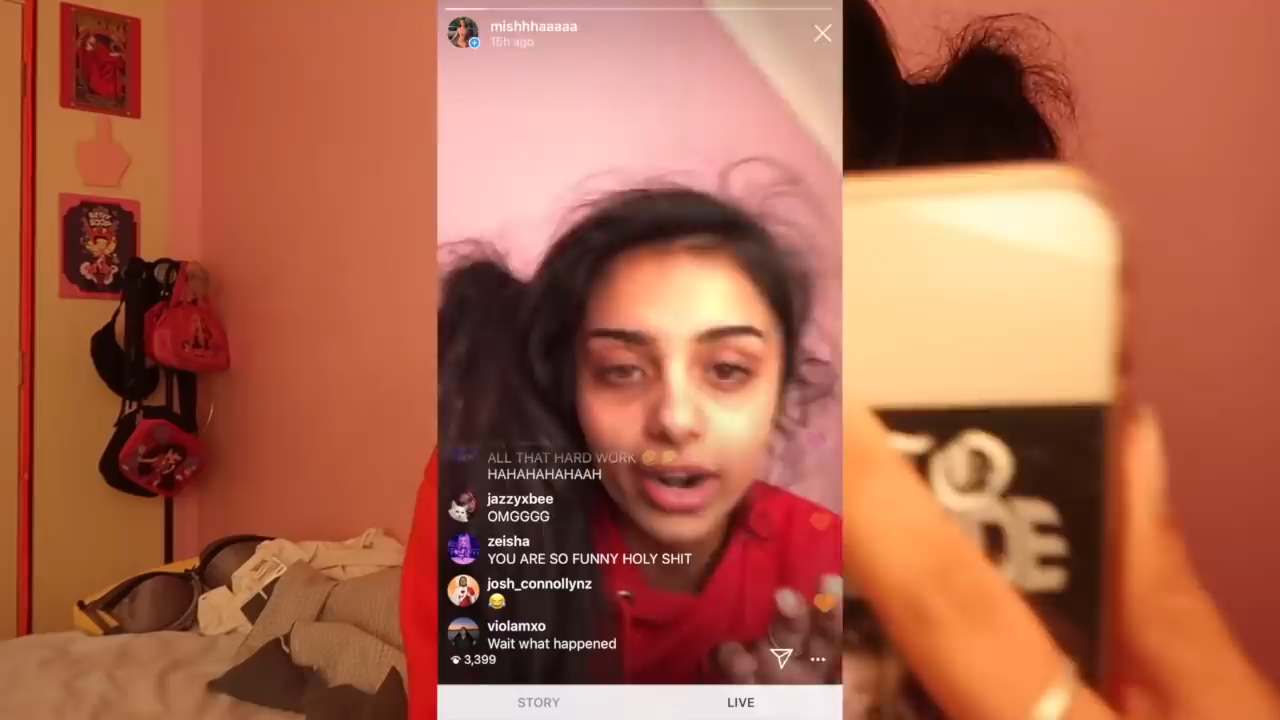 mishhhaaaaa
15h ago
ALL THAT HARD WORK
HAHAHAHAHAAH
jazzyxbee
OMGGGG
zeisha
YOU ARE SO FUNNY HOLY SHIT
josh_connollynz
violamxo
Wait what happened
3,399
STORY
LIVE